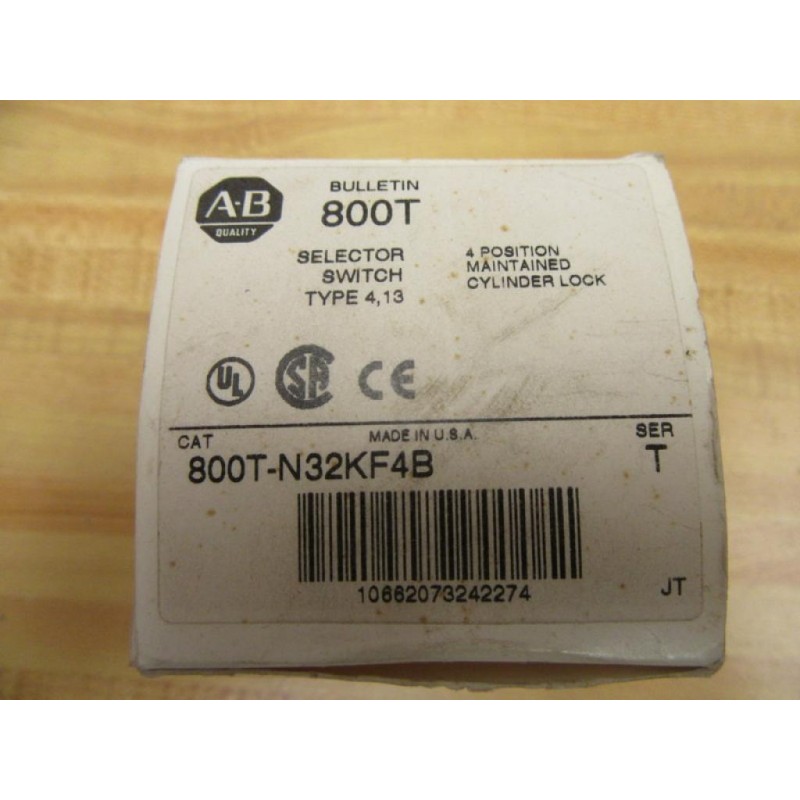 A-B
QUALITY
BULLETIN
800T
SELECTOR
SWITCH
TYPE 4,13
4 POSITION
MAINTAINED
CYLINDER LOCK
UL
SA
CE
CAT
MADE IN U.S.A.
SER
800T-N32KF4B
T
10662073242274
JT